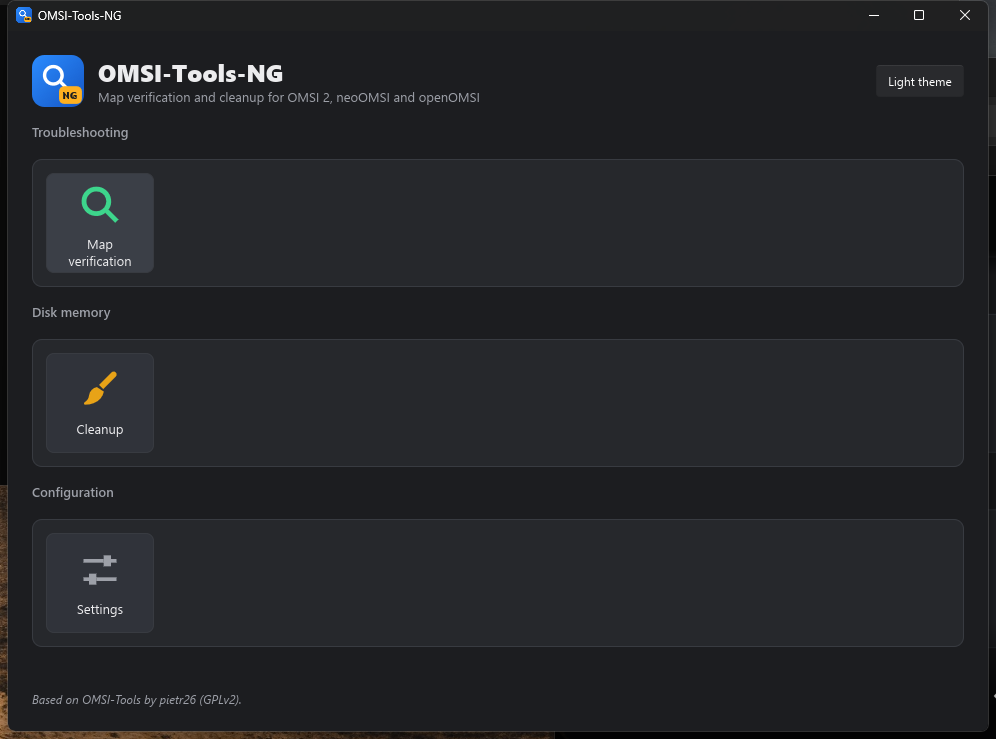 OMSI-Tools-NG
NG
OMSI-Tools-NG
Map verification and cleanup for OMSI 2, neoOMSI and openOMSI
Light theme
Troubleshooting
Map
verification
Disk memory
Cleanup
Configuration
Settings
Based on OMSI-Tools by pietr26 (GPLv2).